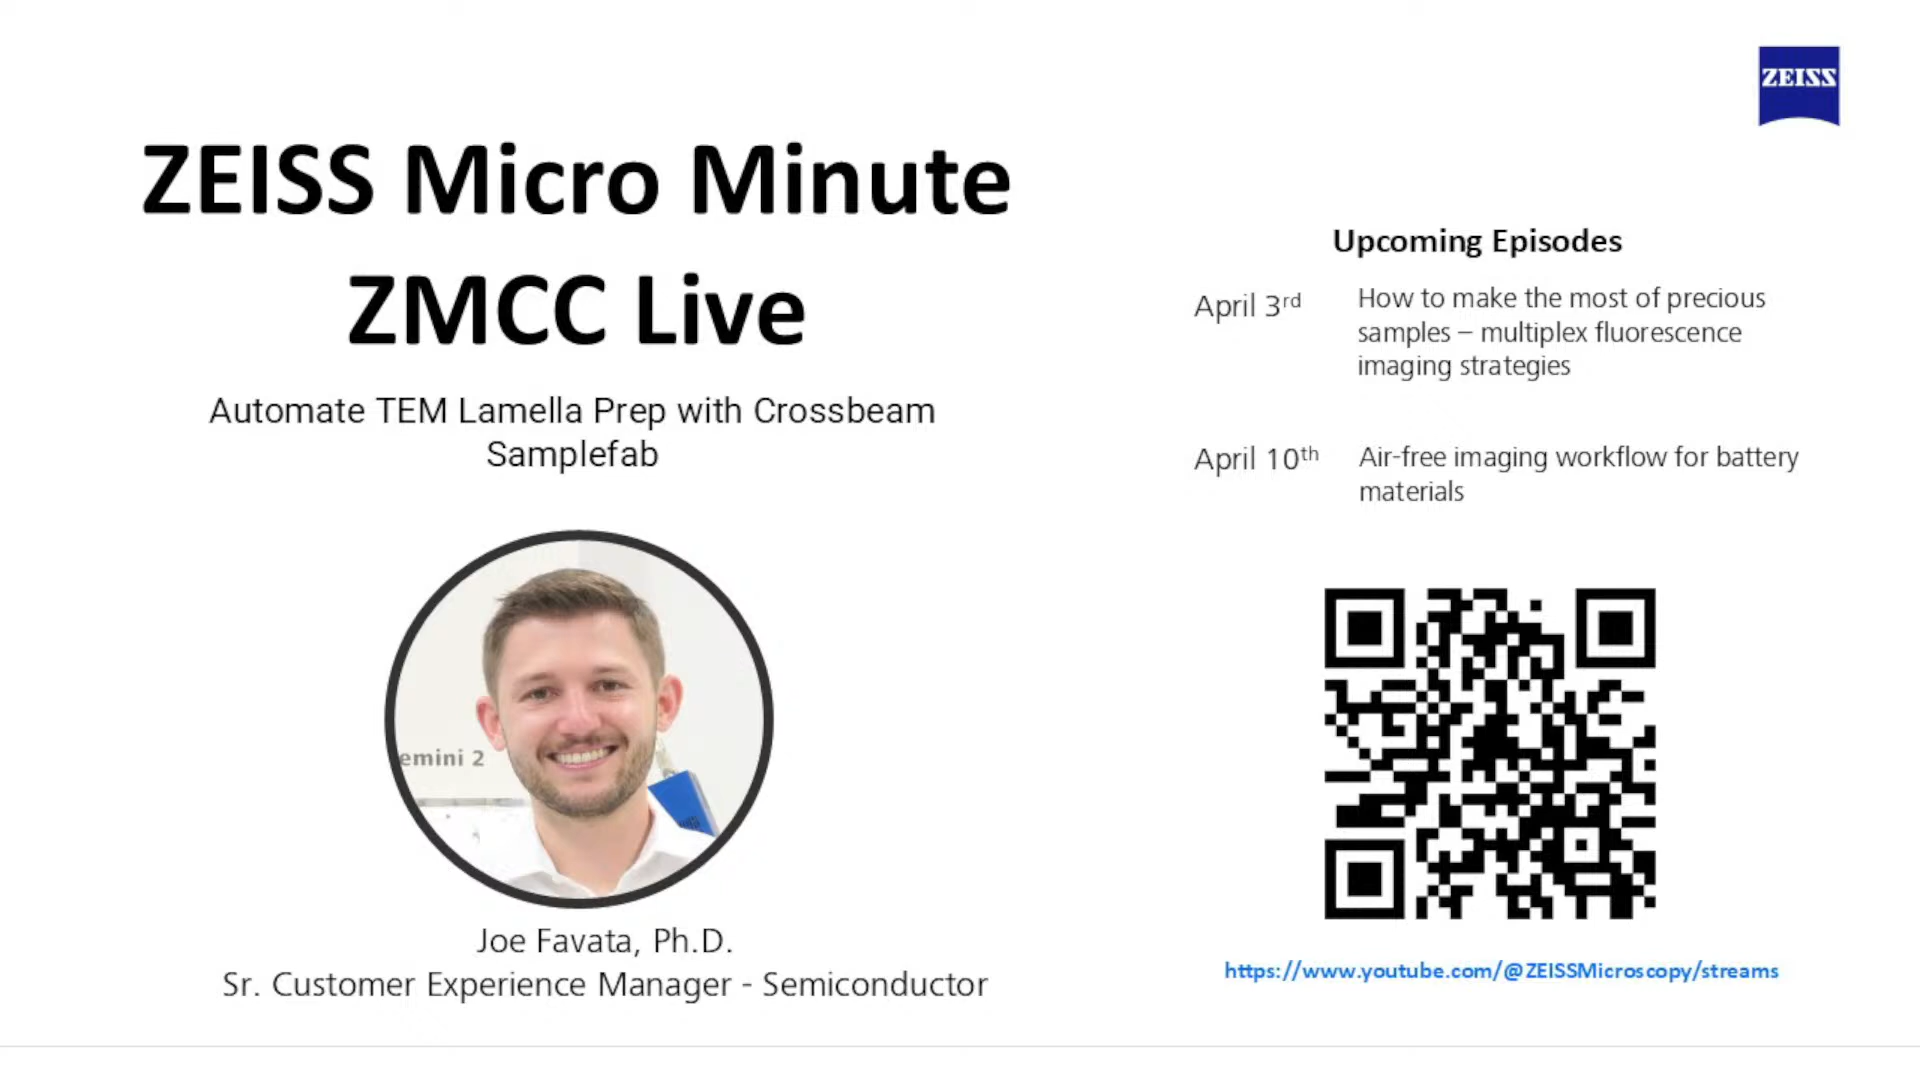 ZEISS
ZEISS Micro Minute
ZMCC Live
Automate TEM Lamella Prep with Crossbeam
Samplefab
emini 2
Joe Favata, Ph.D.
Sr. Customer Experience Manager - Semiconductor
Upcoming Episodes
April 3rd
How to make the most of precious
samples – multiplex fluorescence
imaging strategies
April 10th
Air-free imaging workflow for battery
materials
https://www.youtube.com/@ZEISSMicroscopy/streams